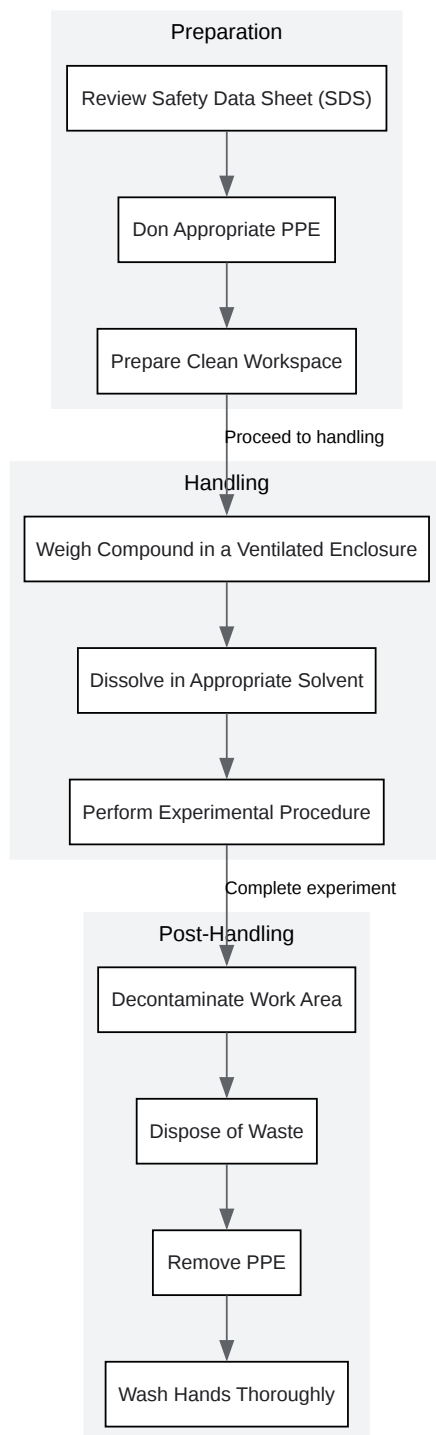 Preparation
Review Safety Data Sheet (SDS)
Don Appropriate PPE
Prepare Clean Workspace
Proceed to handling
Handling
Weigh Compound in a Ventilated Enclosure
Dissolve in Appropriate Solvent
Perform Experimental Procedure
Complete experiment
Post-Handling
Decontaminate Work Area
Dispose of Waste
Remove PPE
Wash Hands Thoroughly